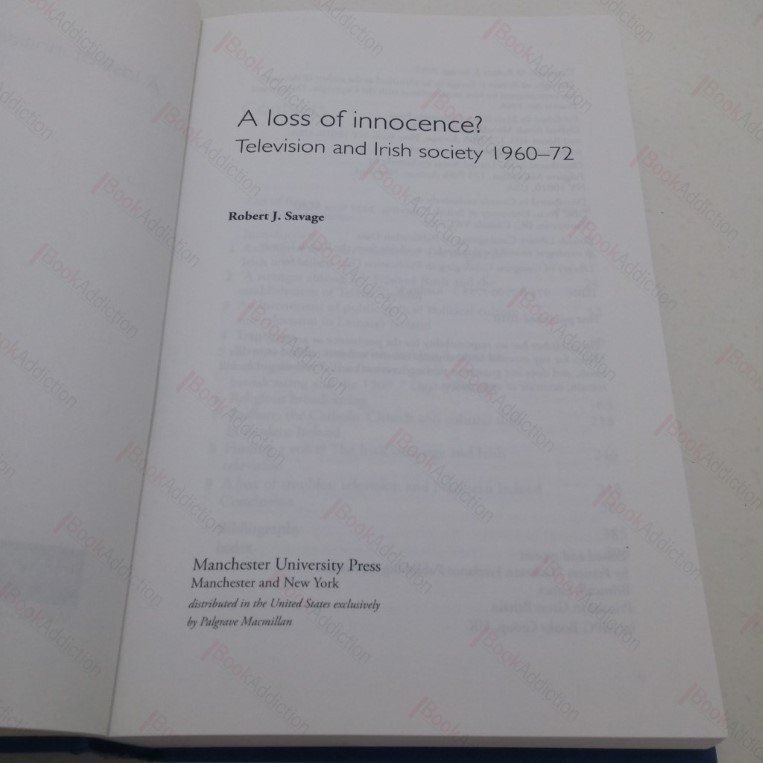 A loss of innocence?
Television and Irish society 1960–72
Robert J. Savage
Manchester University Press
Manchester and New York
distributed in the United States exclusively
by Palgrave Macmillan
BookAddiction